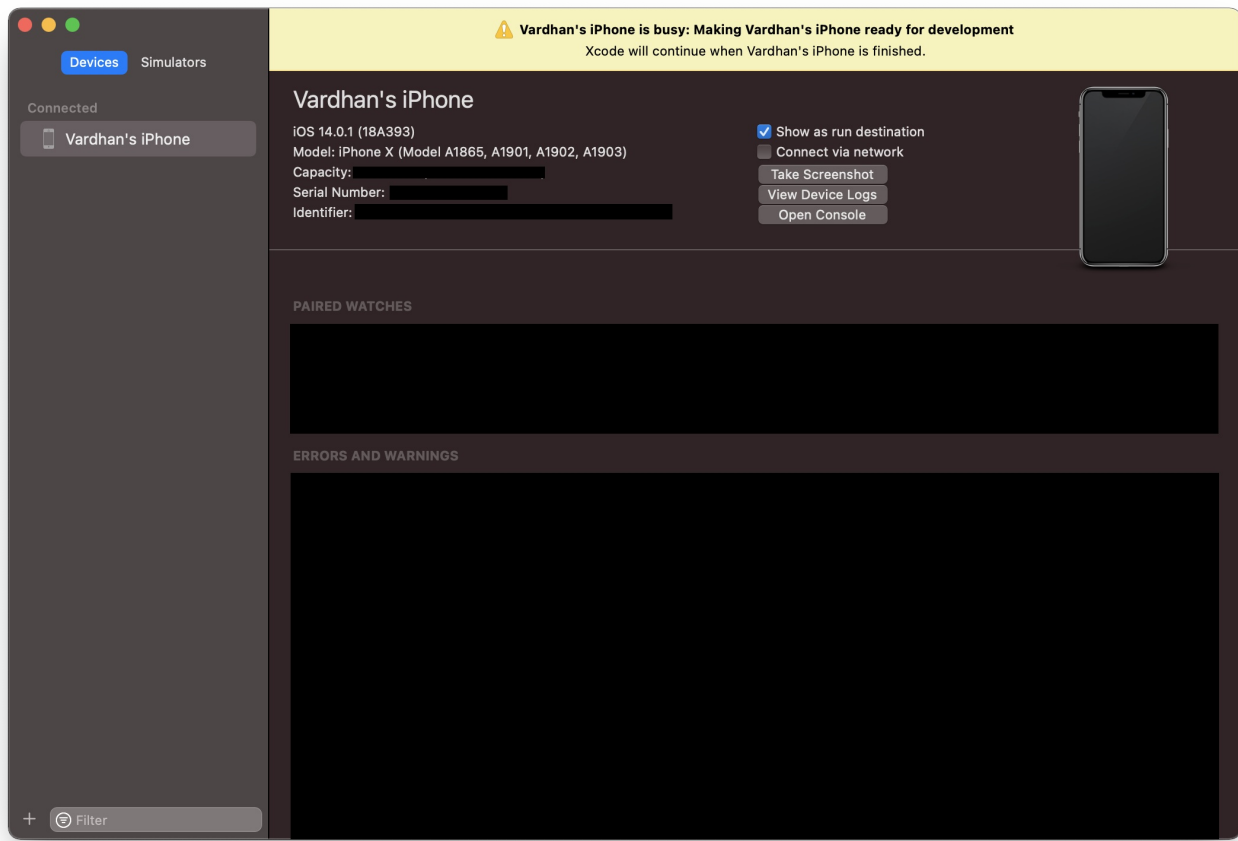 Vardhan's iPhone is busy: Making Vardhan's iPhone ready for development
Xcode will continue when Vardhan's iPhone is finished.
Devices
Simulators
Connected
Vardhan's iPhone
Filter
Vardhan's iPhone
iOS 14.0.1 (18A393)
Model: iPhone X (Model A1865, A1901, A1902, A1903)
Capacity:
Serial Number:
Identifier:
Show as run destination
Connect via network
Take Screenshot
View Device Logs
Open Console
PAIRED WATCHES
ERRORS AND WARNINGS